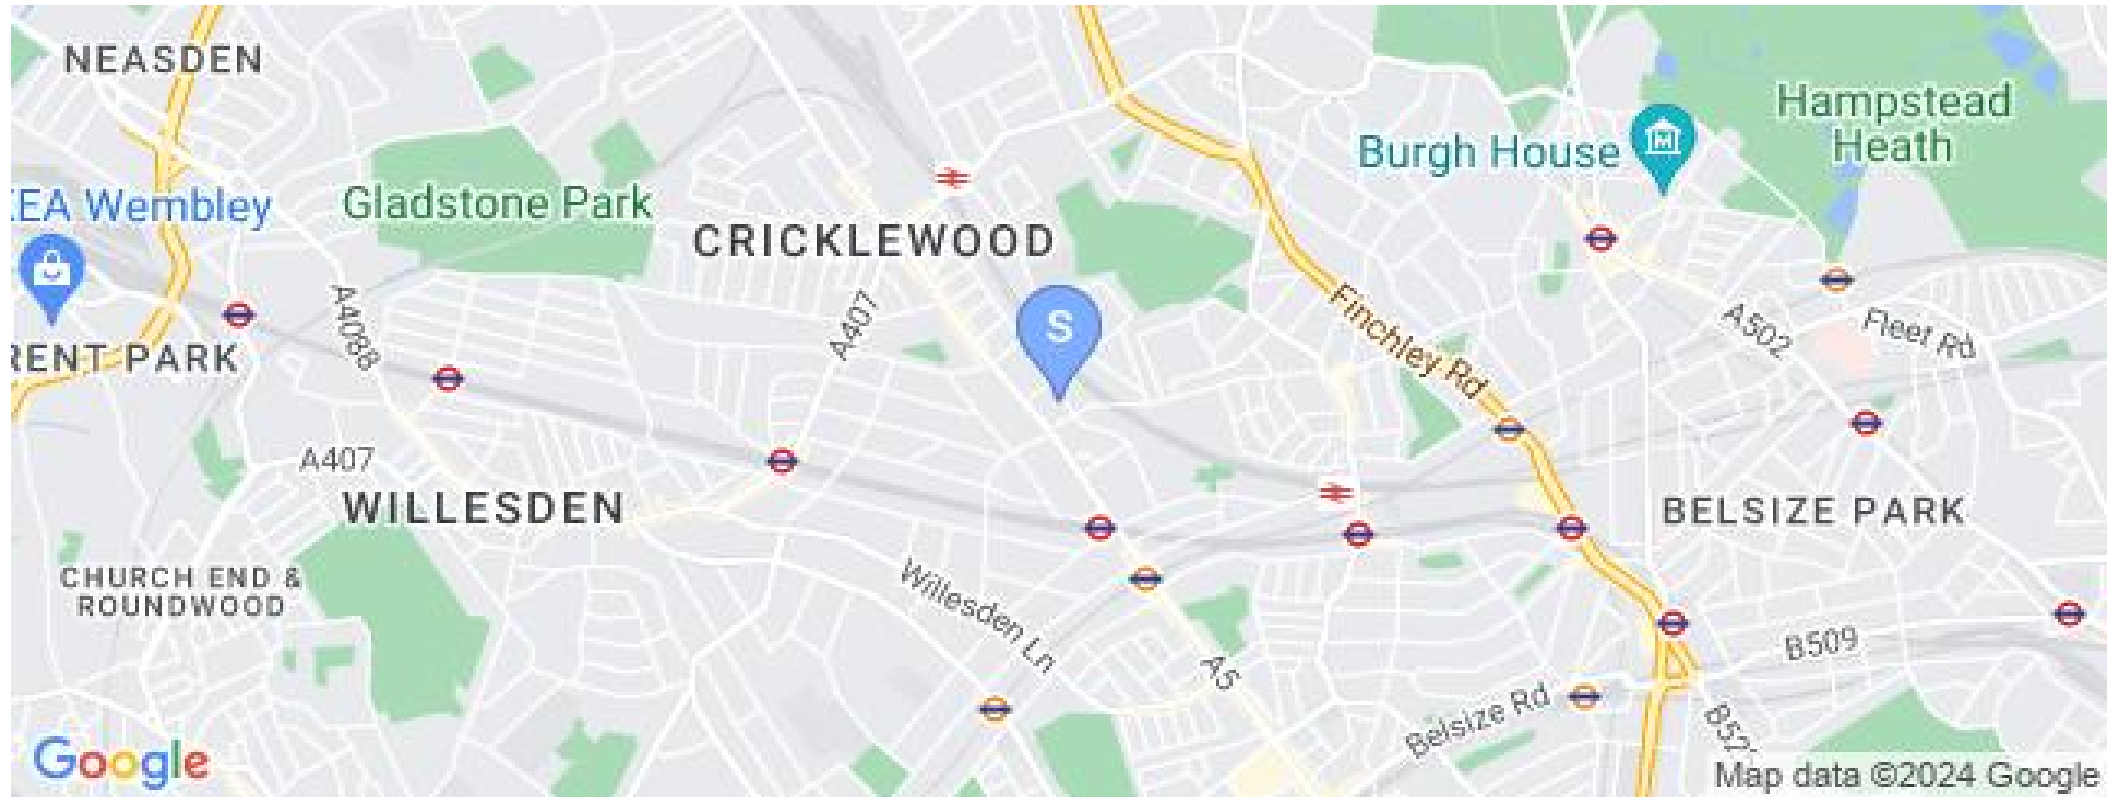 NEASDEN
Hampstead
Heath
Burgh House
EA Wembley
Gladstone Park
CRICKLEWOOD
A4088
A407
S
Finchley Rd
A502
Fleet Rd
RENT PARK
A407
WILLESDEN
BELSIZE PARK
CHURCH END &
ROUNDWOOD
Willesden Ln
A5
B509
Belsize Rd
B52
Google
Map data ©2024 Google